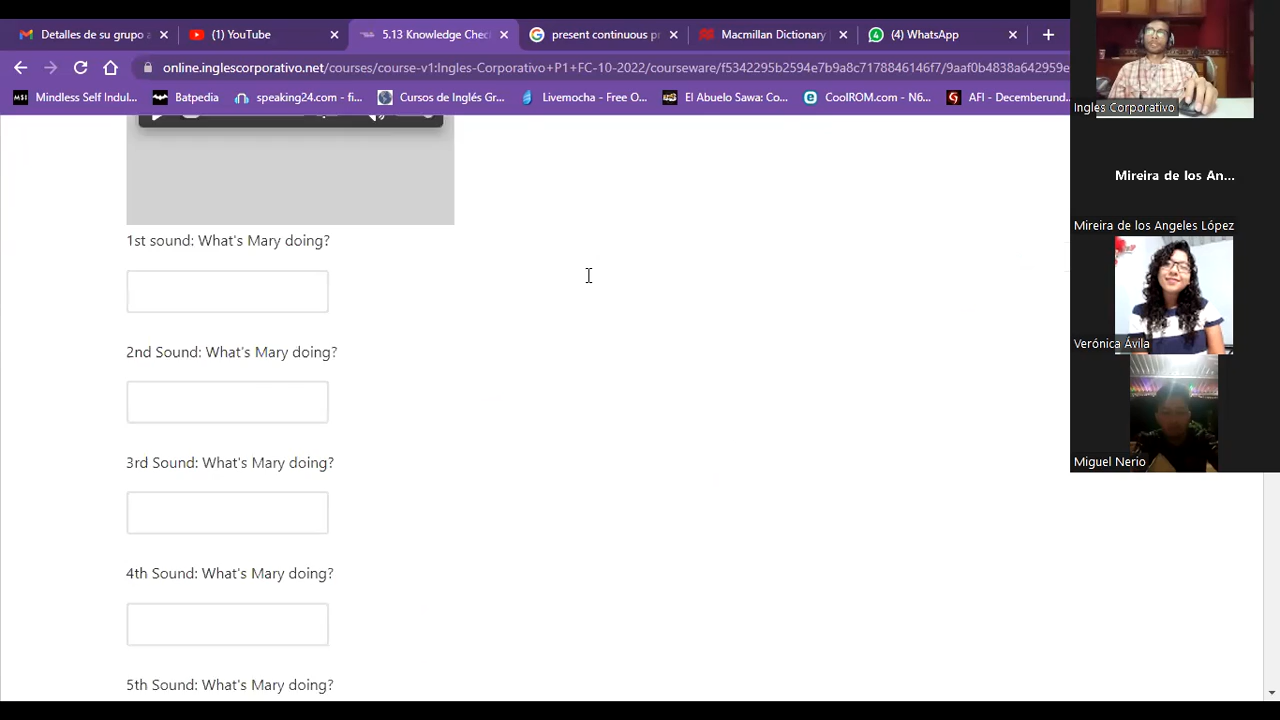 Detalles de su grupo a
(1) YouTube
5.13 Knowledge Chec
present continuous pr
Macmillan Dictionary
(4) WhatsApp
online.inglescorporativo.net/courses/course-v1:Ingles-Corporativo+P1+FC-10-2022/courseware/f5342295b2594e7b9a8c7178846146f7/9aaf0b4838a642959e
Mindless Self Indul...
Batpedia
speaking24.com - fi...
Cursos de Inglés Gr...
Livemocha - Free O...
El Abuelo Sawa: Co...
CoolROM.com - N6...
AFI - Decemberund...
Ingles Corporativo
Mireira de los An...
Mireira de los Angeles López
Verónica Ávila
Miguel Nerio
1st sound: What's Mary doing?
2nd Sound: What's Mary doing?
3rd Sound: What's Mary doing?
4th Sound: What's Mary doing?
5th Sound: What's Mary doing?